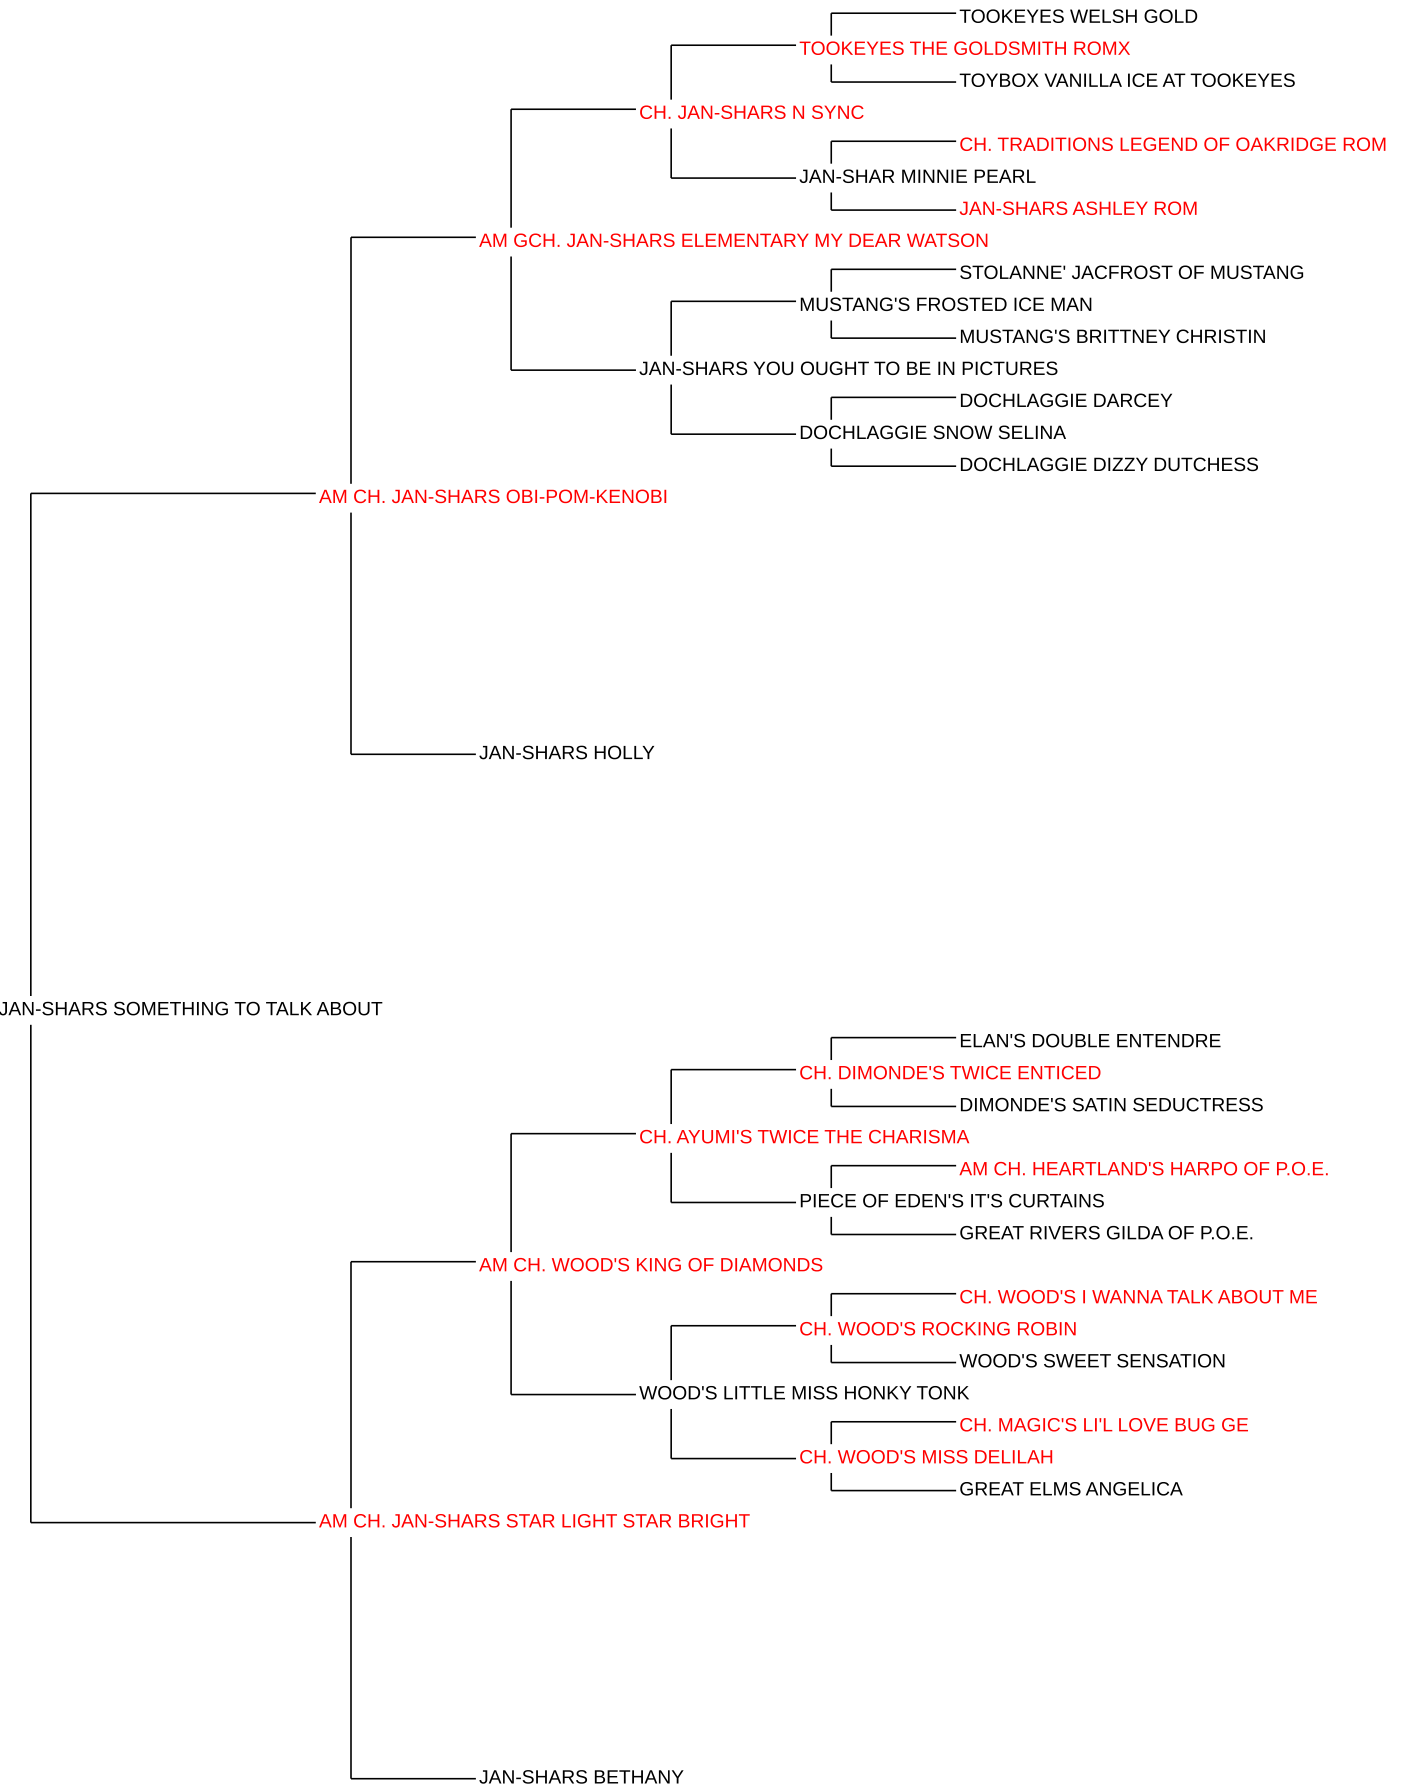 TOOKEYES WELSH GOLD
TOOKEYES THE GOLDSMITH ROMX
TOYBOX VANILLA ICE AT TOOKEYES
CH. JAN-SHARS N SYNC
CH. TRADITIONS LEGEND OF OAKRIDGE ROM
JAN-SHAR MINNIE PEARL
JAN-SHARS ASHLEY ROM
AM GCH. JAN-SHARS ELEMENTARY MY DEAR WATSON
STOLANNE' JACFROST OF MUSTANG
MUSTANG'S FROSTED ICE MAN
MUSTANG'S BRITTNEY CHRISTIN
JAN-SHARS YOU OUGHT TO BE IN PICTURES
DOCHLAGGIE DARCEY
DOCHLAGGIE SNOW SELINA
DOCHLAGGIE DIZZY DUTCHESS
AM CH. JAN-SHARS OBI-POM-KENOBI
JAN-SHARS HOLLY
JAN-SHARS SOMETHING TO TALK ABOUT
ELAN'S DOUBLE ENTENDRE
CH. DIMONDE'S TWICE ENTICED
DIMONDE'S SATIN SEDUCTRESS
CH. AYUMI'S TWICE THE CHARISMA
AM CH. HEARTLAND'S HARPO OF P.O.E.
PIECE OF EDEN'S IT'S CURTAINS
GREAT RIVERS GILDA OF P.O.E.
AM CH. WOOD'S KING OF DIAMONDS
CH. WOOD'S I WANNA TALK ABOUT ME
CH. WOOD'S ROCKING ROBIN
WOOD'S SWEET SENSATION
WOOD'S LITTLE MISS HONKY TONK
CH. MAGIC'S LI'L LOVE BUG GE
CH. WOOD'S MISS DELILAH
GREAT ELMS ANGELICA
AM CH. JAN-SHARS STAR LIGHT STAR BRIGHT
JAN-SHARS BETHANY